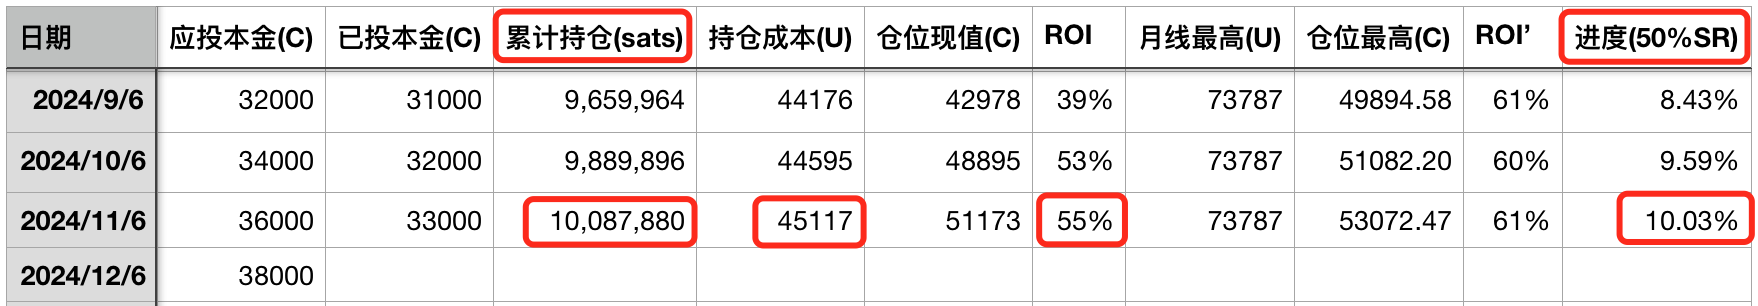 日期 应投本金(C) 已投本金(C) 累计持仓(sats) 持仓成本(U) 仓位现值(C) ROI 月线最高(U) 仓位最高(C) ROI’ 进度(50%SR)
2024/9/6 32000 31000 9,659,964 44176 42978 39% 73787 49894.58 61% 8.43%
2024/10/6 34000 32000 9,889,896 44595 48895 53% 73787 51082.20 60% 9.59%
2024/11/6 36000 33000 10,087,880 45117 51173 55% 73787 53072.47 61% 10.03%
2024/12/6 38000